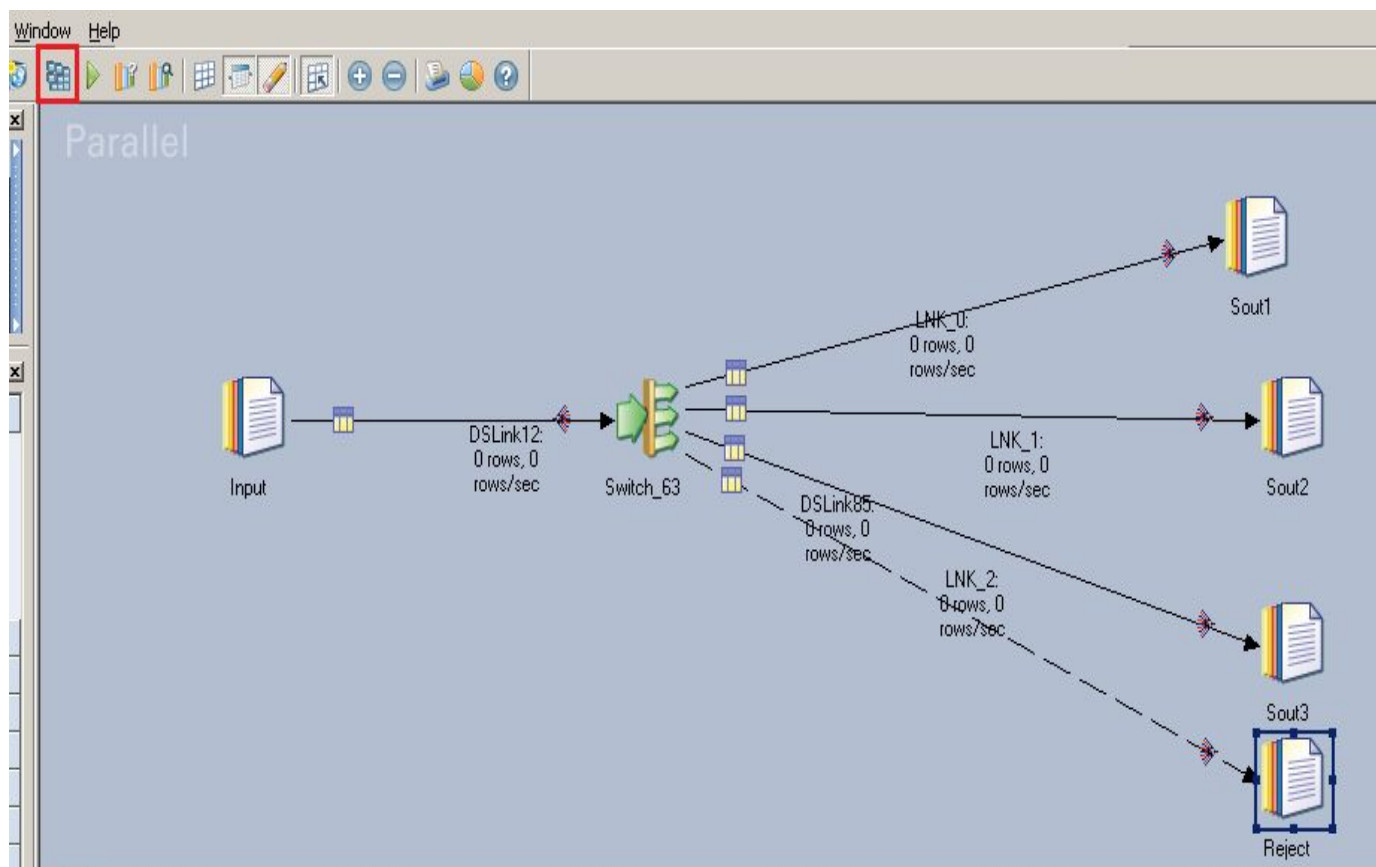 Window Help
Parallel
Sout1
LNK_0:
0 rows, 0
rows/sec
Input
DSLink12:
0 rows, 0
rows/sec
Switch_63
LNK_1:
0 rows, 0
rows/sec
Sout2
DSLink85:
0 rows, 0
rows/sec
LNK_2:
0 rows, 0
rows/sec
Sout3
Reject